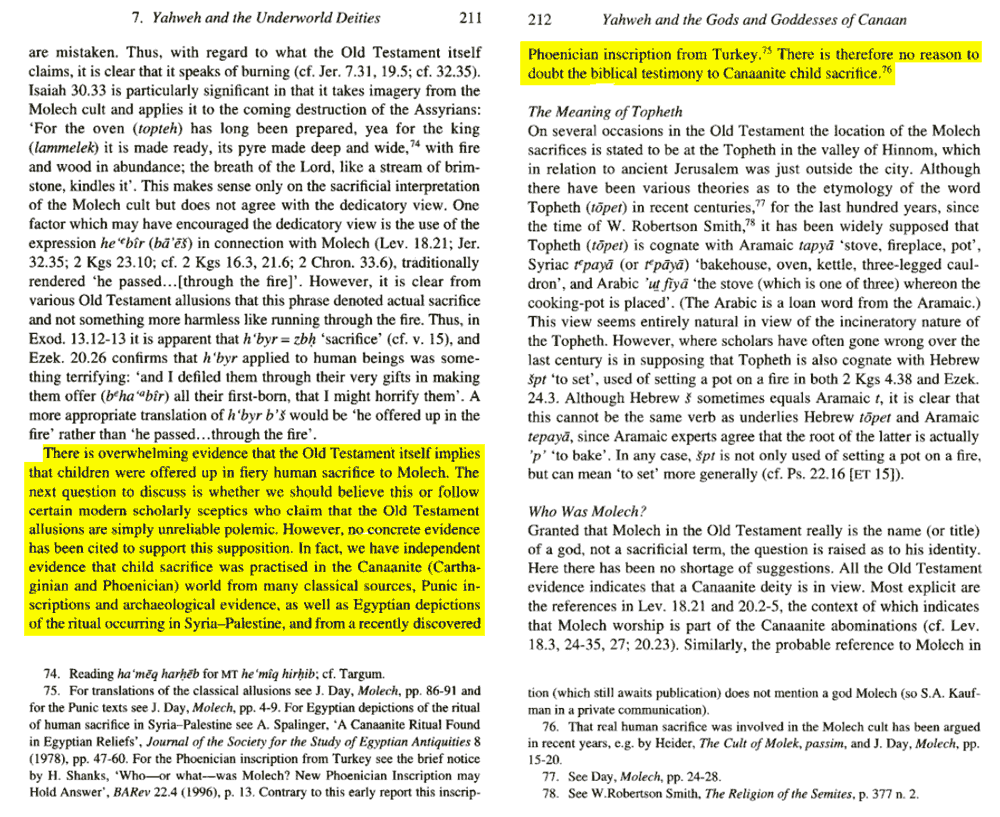 7. Yahweh and the Underworld Deities 211
are mistaken. Thus, with regard to what the Old Testament itself
claims, it is clear that it speaks of burning (cf. Jer. 7.31, 19.5; cf. 32.35).
Isaiah 30.33 is particularly significant in that it takes imagery from the
Molech cult and applies it to the coming destruction of the Assyrians:
‘For the oven (topteh) has long been prepared, yea for the king
(lammelek) it is made ready, its pyre made deep and wide,74 with fire
and wood in abundance; the breath of the Lord, like a stream of brim-
stone, kindles it’. This makes sense only on the sacrificial interpretation
of the Molech cult but does not agree with the dedicatory view. One
factor which may have encouraged the dedicatory view is the use of the
expression heʻᵉbîr (bāʼēš) in connection with Molech (Lev. 18.21; Jer.
32.35; 2 Kgs 23.10; cf. 2 Kgs 16.3, 21.6; 2 Chron. 33.6), traditionally
rendered ‘he passed...[through the fire]’. However, it is clear from
various Old Testament allusions that this phrase denoted actual sacrifice
and not something more harmless like running through the fire. Thus, in
Exod. 13.12-13 it is apparent that hʻbyr = zbḥ ‘sacrifice’ (cf. v. 15), and
Ezek. 20.26 confirms that hʻbyr applied to human beings was some-
thing terrifying: ‘and I defiled them through their very gifts in making
them offer (bᵉhaʻᵃbîr) all their first-born, that I might horrify them’. A
more appropriate translation of hʻbyr bʼš would be ‘he offered up in the
fire’ rather than ‘he passed...through the fire’.
There is overwhelming evidence that the Old Testament itself implies
that children were offered up in fiery human sacrifice to Molech. The
next question to discuss is whether we should believe this or follow
certain modern scholarly sceptics who claim that the Old Testament
allusions are simply unreliable polemic. However, no concrete evidence
has been cited to support this supposition. In fact, we have independent
evidence that child sacrifice was practised in the Canaanite (Cartha-
ginian and Phoenician) world from many classical sources, Punic in-
scriptions and archaeological evidence, as well as Egyptian depictions
of the ritual occurring in Syria–Palestine, and from a recently discovered
74. Reading haʻmēq harḥēb for MT heʻmîq hirḥib; cf. Targum.
75. For translations of the classical allusions see J. Day, Molech, pp. 86-91 and
for the Punic texts see J. Day, Molech, pp. 4-9. For Egyptian depictions of the ritual
of human sacrifice in Syria–Palestine see A. Spalinger, ‘A Canaanite Ritual Found
in Egyptian Reliefs’, Journal of the Society for the Study of Egyptian Antiquities 8
(1978), pp. 47-60. For the Phoenician inscription from Turkey see the brief notice
by H. Shanks, ‘Who—or what—was Molech? New Phoenician Inscription may
Hold Answer’, BARev 22.4 (1996), p. 13. Contrary to this early report this inscrip-
212 Yahweh and the Gods and Goddesses of Canaan
Phoenician inscription from Turkey.75 There is therefore no reason to
doubt the biblical testimony to Canaanite child sacrifice.76
The Meaning of Topheth
On several occasions in the Old Testament the location of the Molech
sacrifices is stated to be at the Topheth in the valley of Hinnom, which
in relation to ancient Jerusalem was just outside the city. Although
there have been various theories as to the etymology of the word
Topheth (tōpet) in recent centuries,77 for the last hundred years, since
the time of W. Robertson Smith,78 it has been widely supposed that
Topheth (tōpet) is cognate with Aramaic tapyā ‘stove, fireplace, pot’,
Syriac tᵉpayā (or tᵉpāyā) ‘bakehouse, oven, kettle, three-legged caul-
dron’, and Arabic ʼuṯfīyā ‘the stove (which is one of three) whereon the
cooking-pot is placed’. (The Arabic is a loan word from the Aramaic.)
This view seems entirely natural in view of the incineratory nature of
the Topheth. However, where scholars have often gone wrong over the
last century is in supposing that Topheth is also cognate with Hebrew
špt ‘to set’, used of setting a pot on a fire in both 2 Kgs 4.38 and Ezek.
24.3. Although Hebrew š sometimes equals Aramaic t, it is clear that
this cannot be the same verb as underlies Hebrew tōpet and Aramaic
tepayā, since Aramaic experts agree that the root of the latter is actually
ʼpʼ ‘to bake’. In any case, špt is not only used of setting a pot on a fire,
but can mean ‘to set’ more generally (cf. Ps. 22.16 [ET 15]).
Who Was Molech?
Granted that Molech in the Old Testament really is the name (or title)
of a god, not a sacrificial term, the question is raised as to his identity.
Here there has been no shortage of suggestions. All the Old Testament
evidence indicates that a Canaanite deity is in view. Most explicit are
the references in Lev. 18.21 and 20.2-5, the context of which indicates
that Molech worship is part of the Canaanite abominations (cf. Lev.
18.3, 24-35, 27; 20.23). Similarly, the probable reference to Molech in
tion (which still awaits publication) does not mention a god Molech (so S.A. Kauf-
man in a private communication).
76. That real human sacrifice was involved in the Molech cult has been argued
in recent years, e.g. by Heider, The Cult of Molek, passim, and J. Day, Molech, pp.
15-20.
77. See Day, Molech, pp. 24-28.
78. See W.Robertson Smith, The Religion of the Semites, p. 377 n. 2.